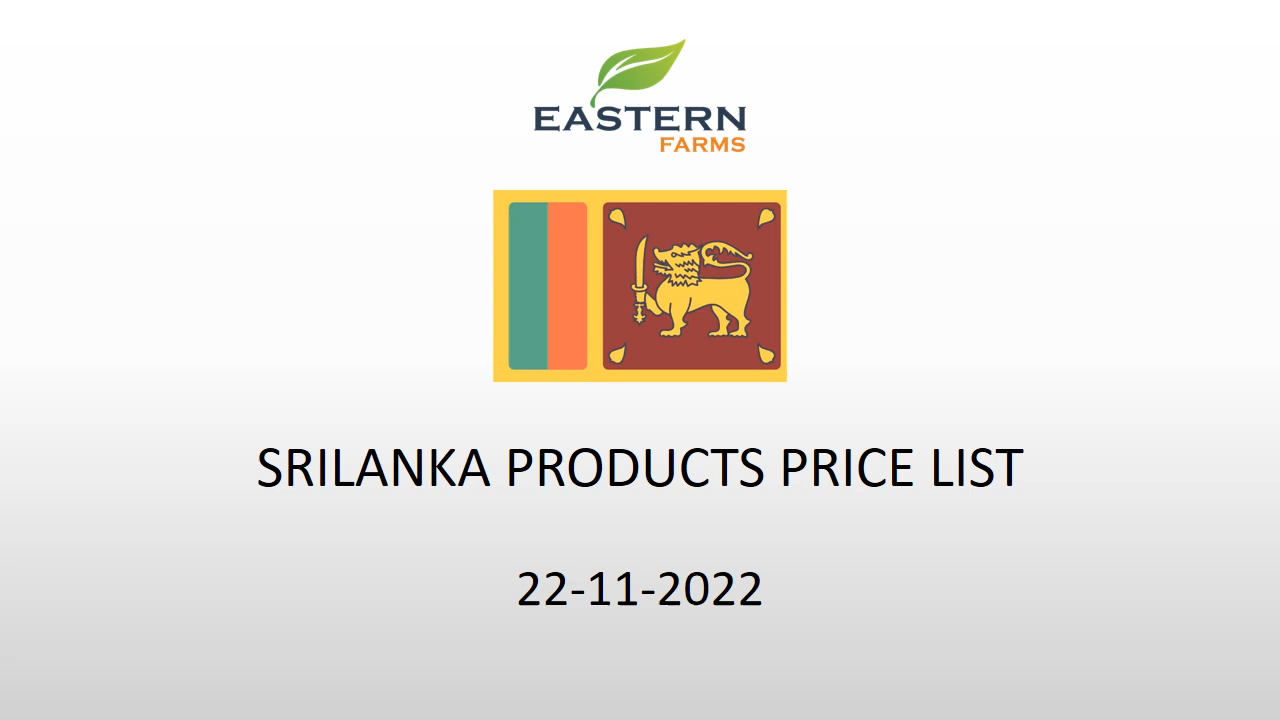 EASTERN
FARMS
SRILANKA PRODUCTS PRICE LIST
22-11-2022